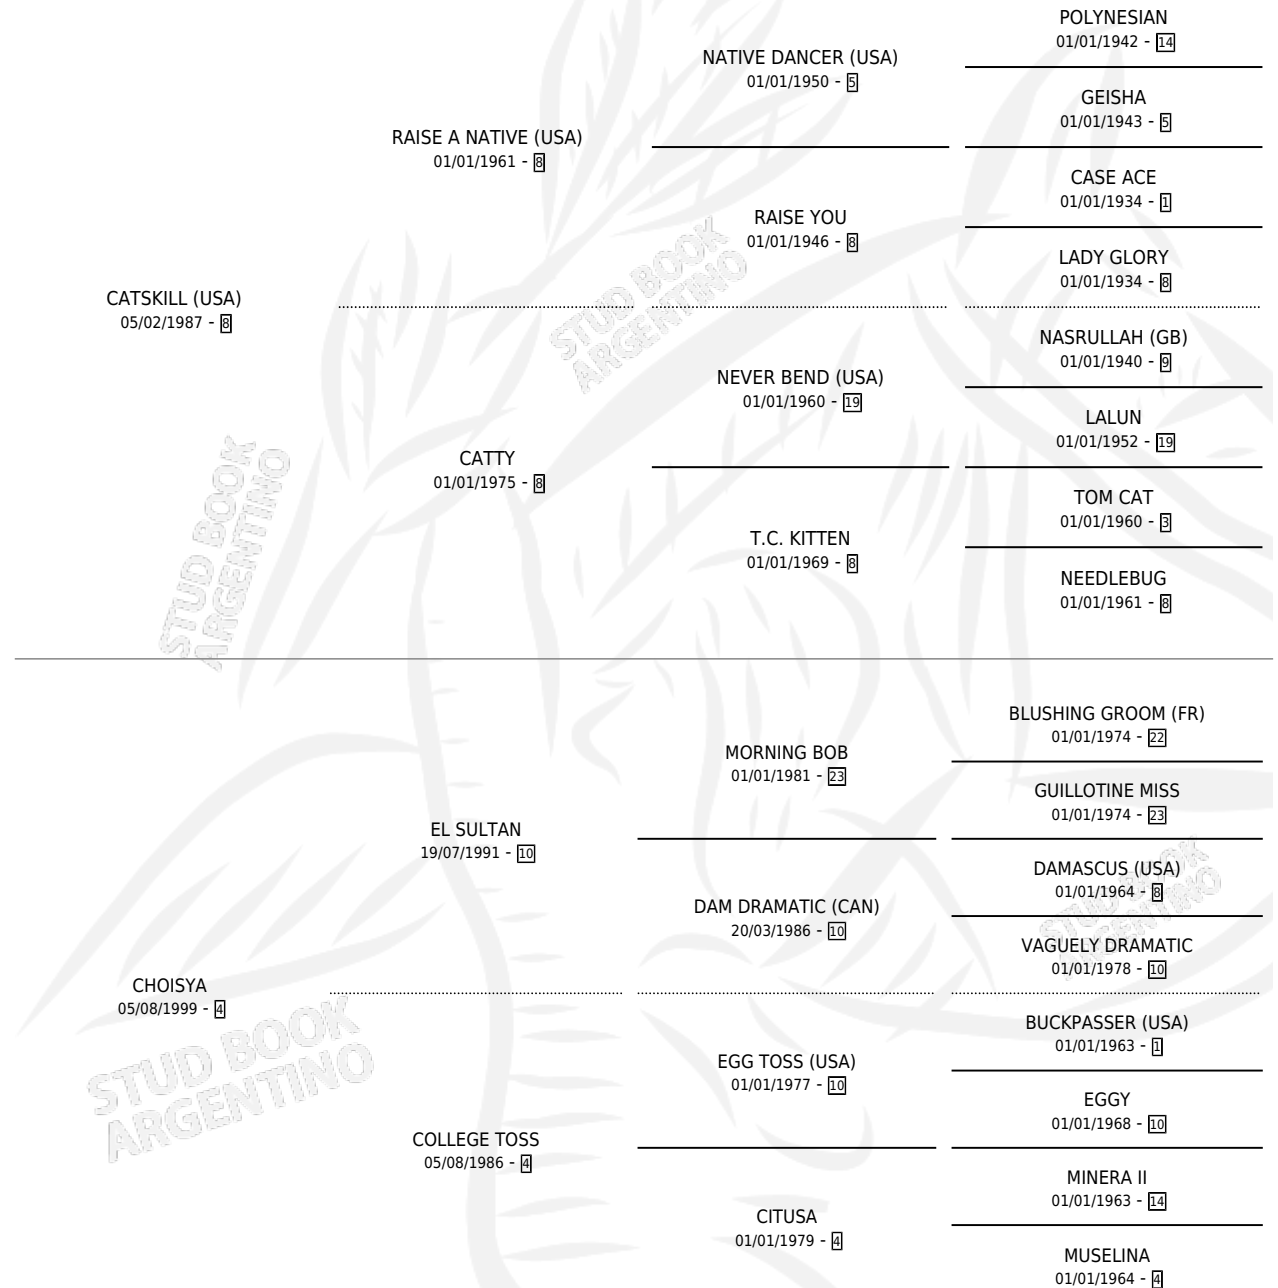 POLYNESIAN
01/01/1942 - 14
NATIVE DANCER (USA)
01/01/1950 - 5
GEISHA
01/01/1943 - 5
RAISE A NATIVE (USA)
01/01/1961 - 8
CASE ACE
01/01/1934 - 1
RAISE YOU
01/01/1946 - 8
LADY GLORY
01/01/1934 - 8
CATSKILL (USA)
05/02/1987 - 8
NASRULLAH (GB)
01/01/1940 - 9
NEVER BEND (USA)
01/01/1960 - 19
LALUN
01/01/1952 - 19
CATTY
01/01/1975 - 8
TOM CAT
01/01/1960 - 3
T.C. KITTEN
01/01/1969 - 8
NEEDLEBUG
01/01/1961 - 8
BLUSHING GROOM (FR)
01/01/1974 - 22
MORNING BOB
01/01/1981 - 23
GUILLOTINE MISS
01/01/1974 - 23
EL SULTAN
19/07/1991 - 10
DAMASCUS (USA)
01/01/1964 - 8
DAM DRAMATIC (CAN)
20/03/1986 - 10
VAGUELY DRAMATIC
01/01/1978 - 10
CHOISYA
05/08/1999 - 4
BUCKPASSER (USA)
01/01/1963 - 1
EGG TOSS (USA)
01/01/1977 - 10
EGGY
01/01/1968 - 10
COLLEGE TOSS
05/08/1986 - 4
MINERA II
01/01/1963 - 14
CITUSA
01/01/1979 - 4
MUSELINA
01/01/1964 - 4
STUD BOOK
ARGENTINO
STUD BOOK
ARGENTINO
STUD BOOK
ARGENTINO
STUD BOOK
ARGENTINO